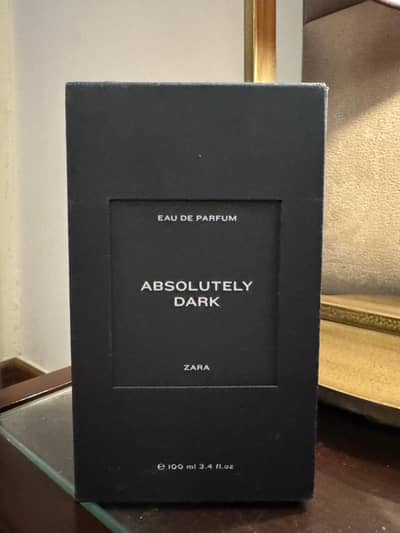 EAU DE PARFUM
ABSOLUTELY
DARK
ZARA
℮ 100 ml 3.4 fl.oz